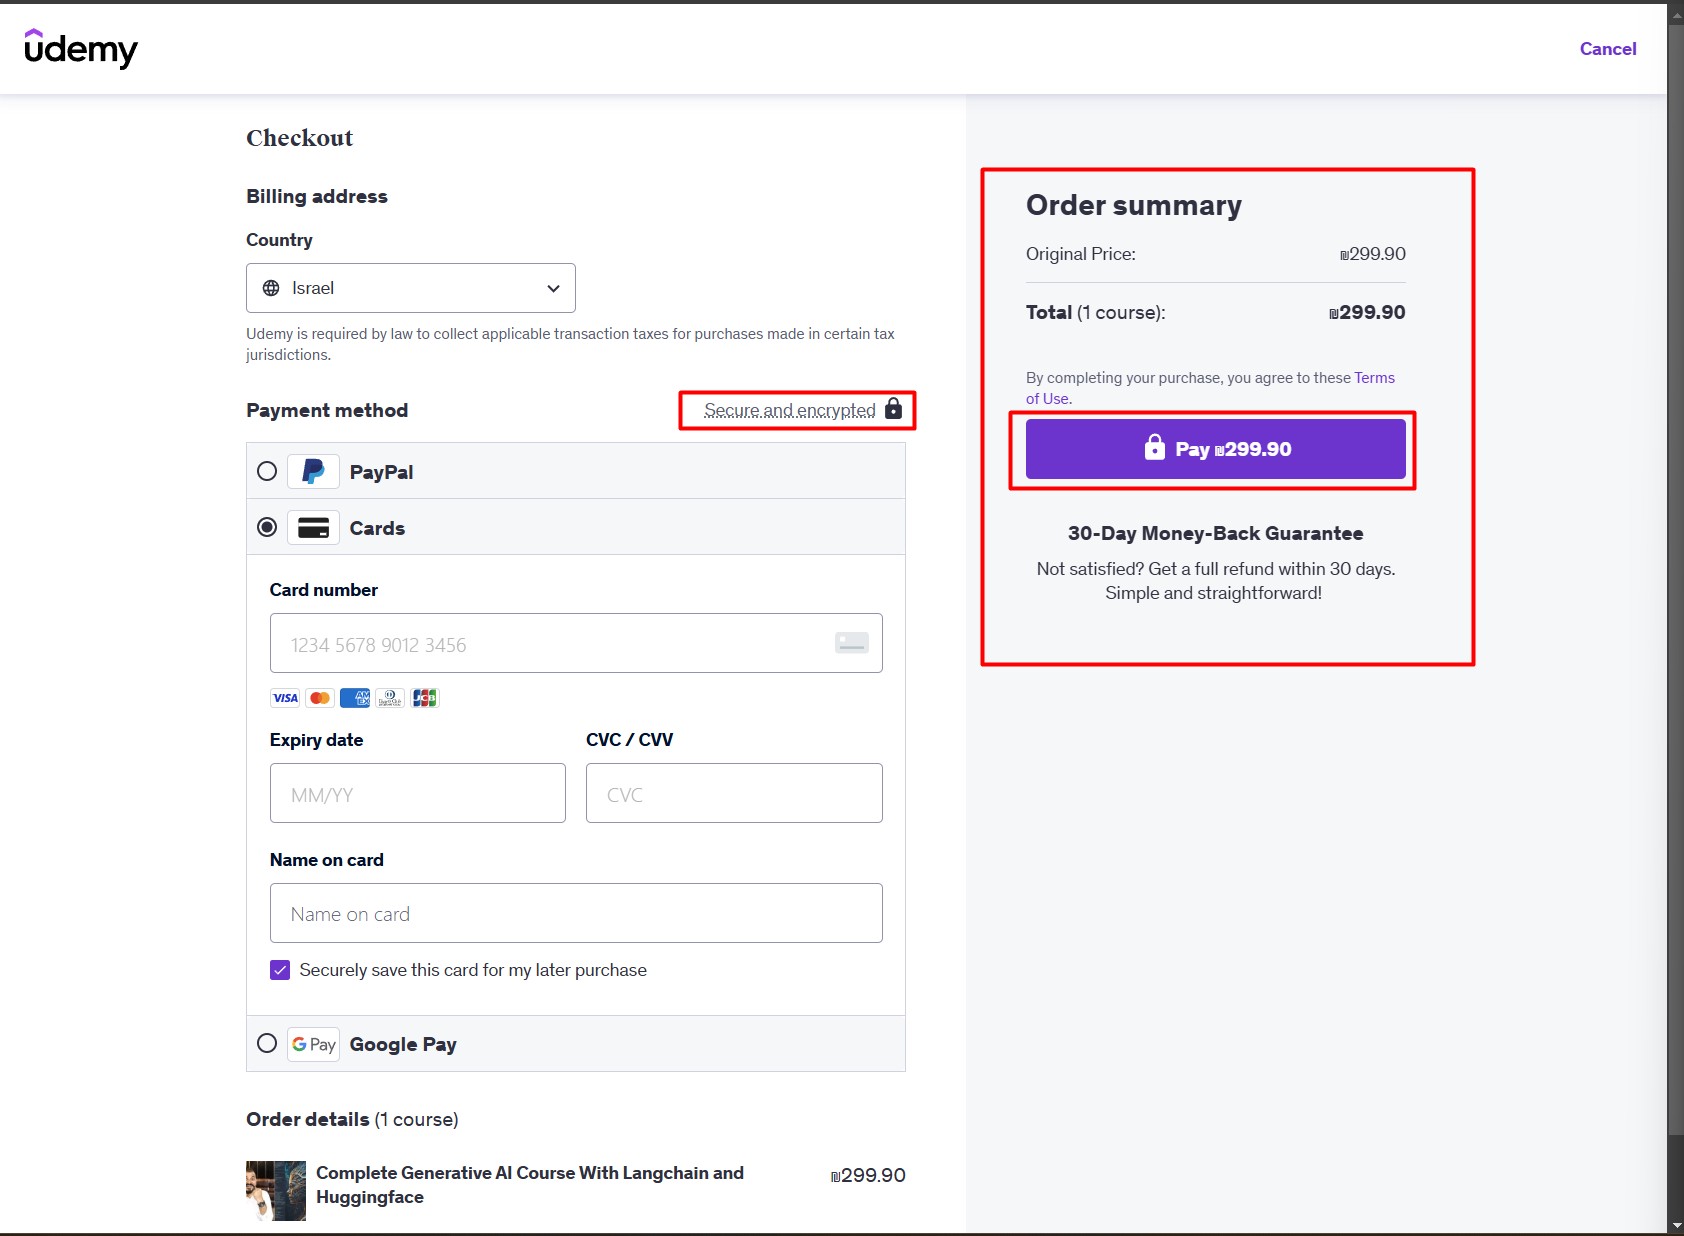 udemy
Cancel
Checkout
Billing address
Country
Israel
Udemy is required by law to collect applicable transaction taxes for purchases made in certain tax
jurisdictions.
Payment method
Secure and encrypted
PayPal
Cards
Card number
1234 5678 9012 3456
VISA
AM
EX
JCB
Expiry date
CVC / CVV
MM/YY
CVC
Name on card
Name on card
Securely save this card for my later purchase
G Pay
Google Pay
Order details (1 course)
Complete Generative AI Course With Langchain and
Huggingface
₪299.90
Order summary
Original Price:
₪299.90
Total (1 course):
₪299.90
By completing your purchase, you agree to these Terms
of Use.
Pay ₪299.90
30-Day Money-Back Guarantee
Not satisfied? Get a full refund within 30 days.
Simple and straightforward!